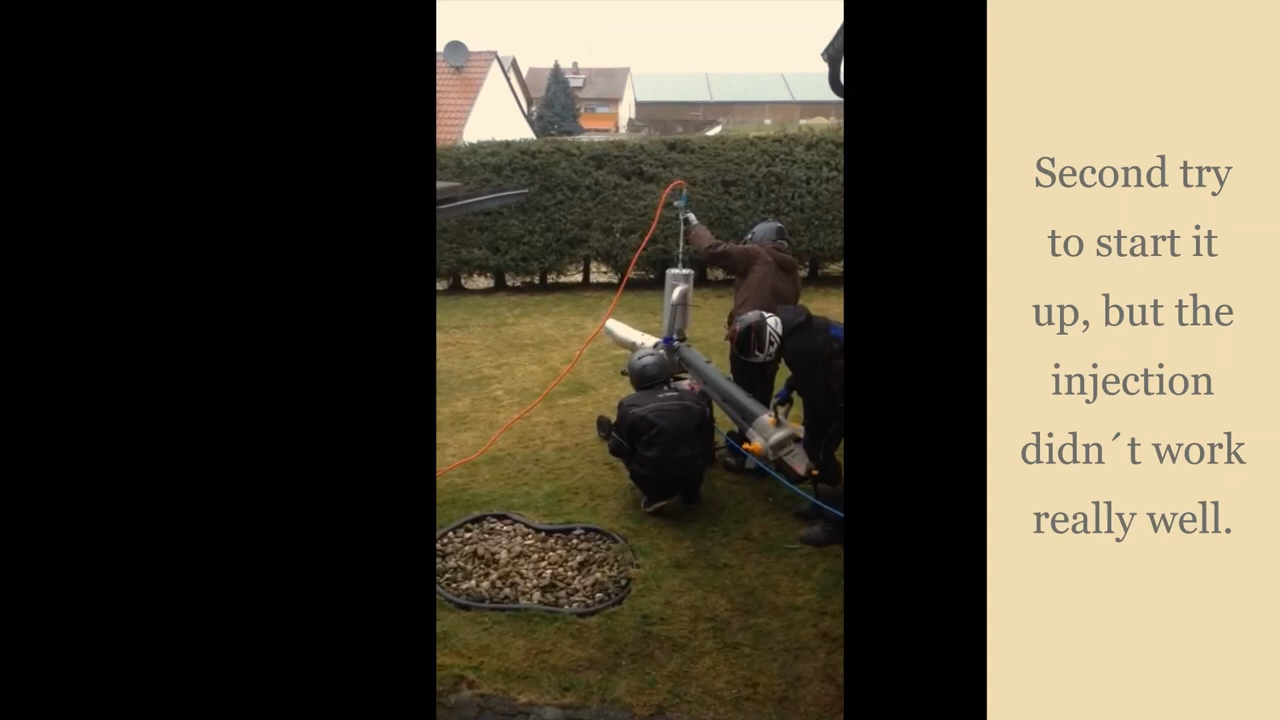 Second try
to start it
up, but the
injection
didn´t work
really well.